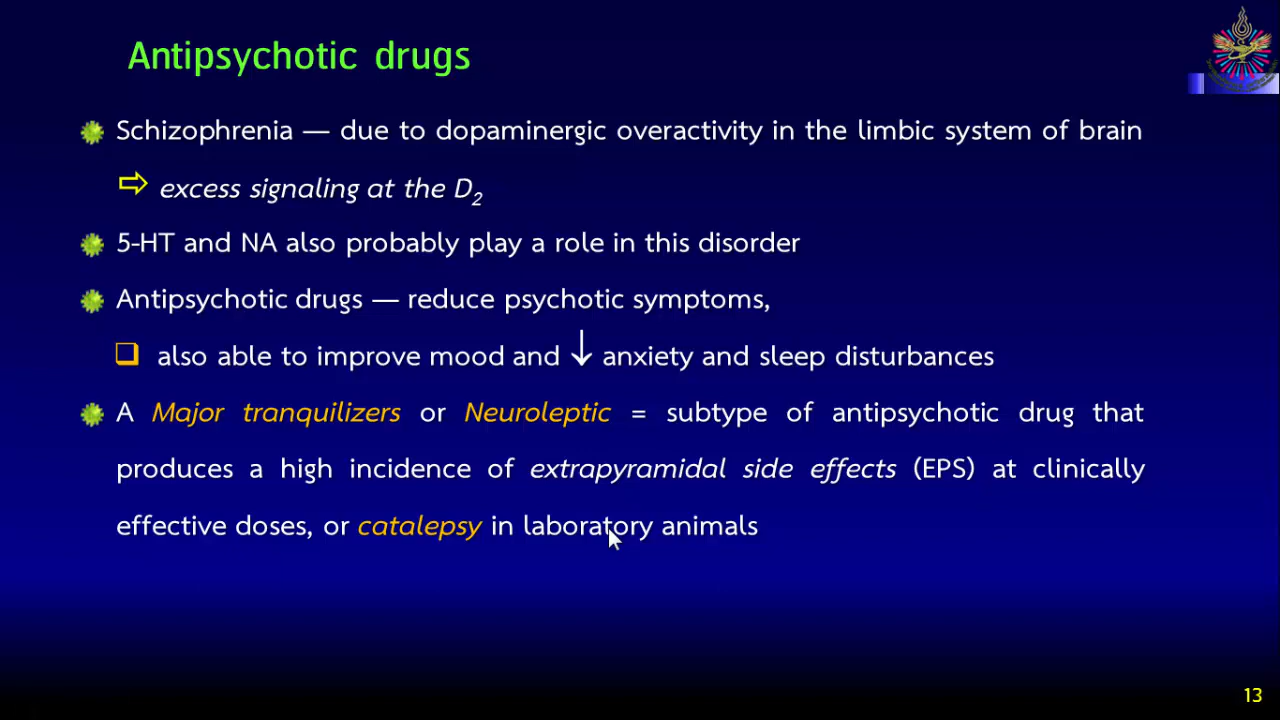 Antipsychotic drugs
Schizophrenia — due to dopaminergic overactivity in the limbic system of brain
⇨ excess signaling at the D2
5-HT and NA also probably play a role in this disorder
Antipsychotic drugs — reduce psychotic symptoms,
❑ also able to improve mood and ↓ anxiety and sleep disturbances
A Major tranquilizers or Neuroleptic = subtype of antipsychotic drug that
produces a high incidence of extrapyramidal side effects (EPS) at clinically
effective doses, or catalepsy in laboratory animals
13